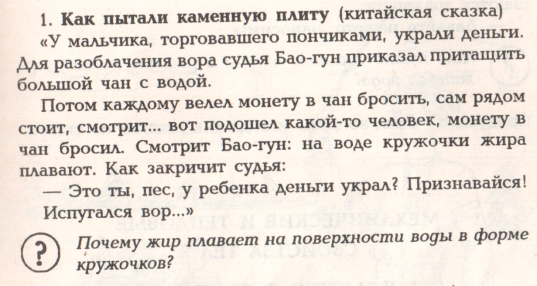 1. Как пытали каменную плиту (китайская сказка)
«У мальчика, торговавшего пончиками, украли деньги.
Для разоблачения вора судья Бао-гун приказал притащить
большой чан с водой.
Потом каждому велел монету в чан бросить, сам рядом
стоит, смотрит... вот подошел какой-то человек, монету в
чан бросил. Смотрит Бао-гун: на воде кружочки жира
плавают. Как закричит судья:
— Это ты, пес, у ребенка деньги украл? Признавайся!
Испугался вор...»
? Почему жир плавает на поверхности воды в форме
кружочков?